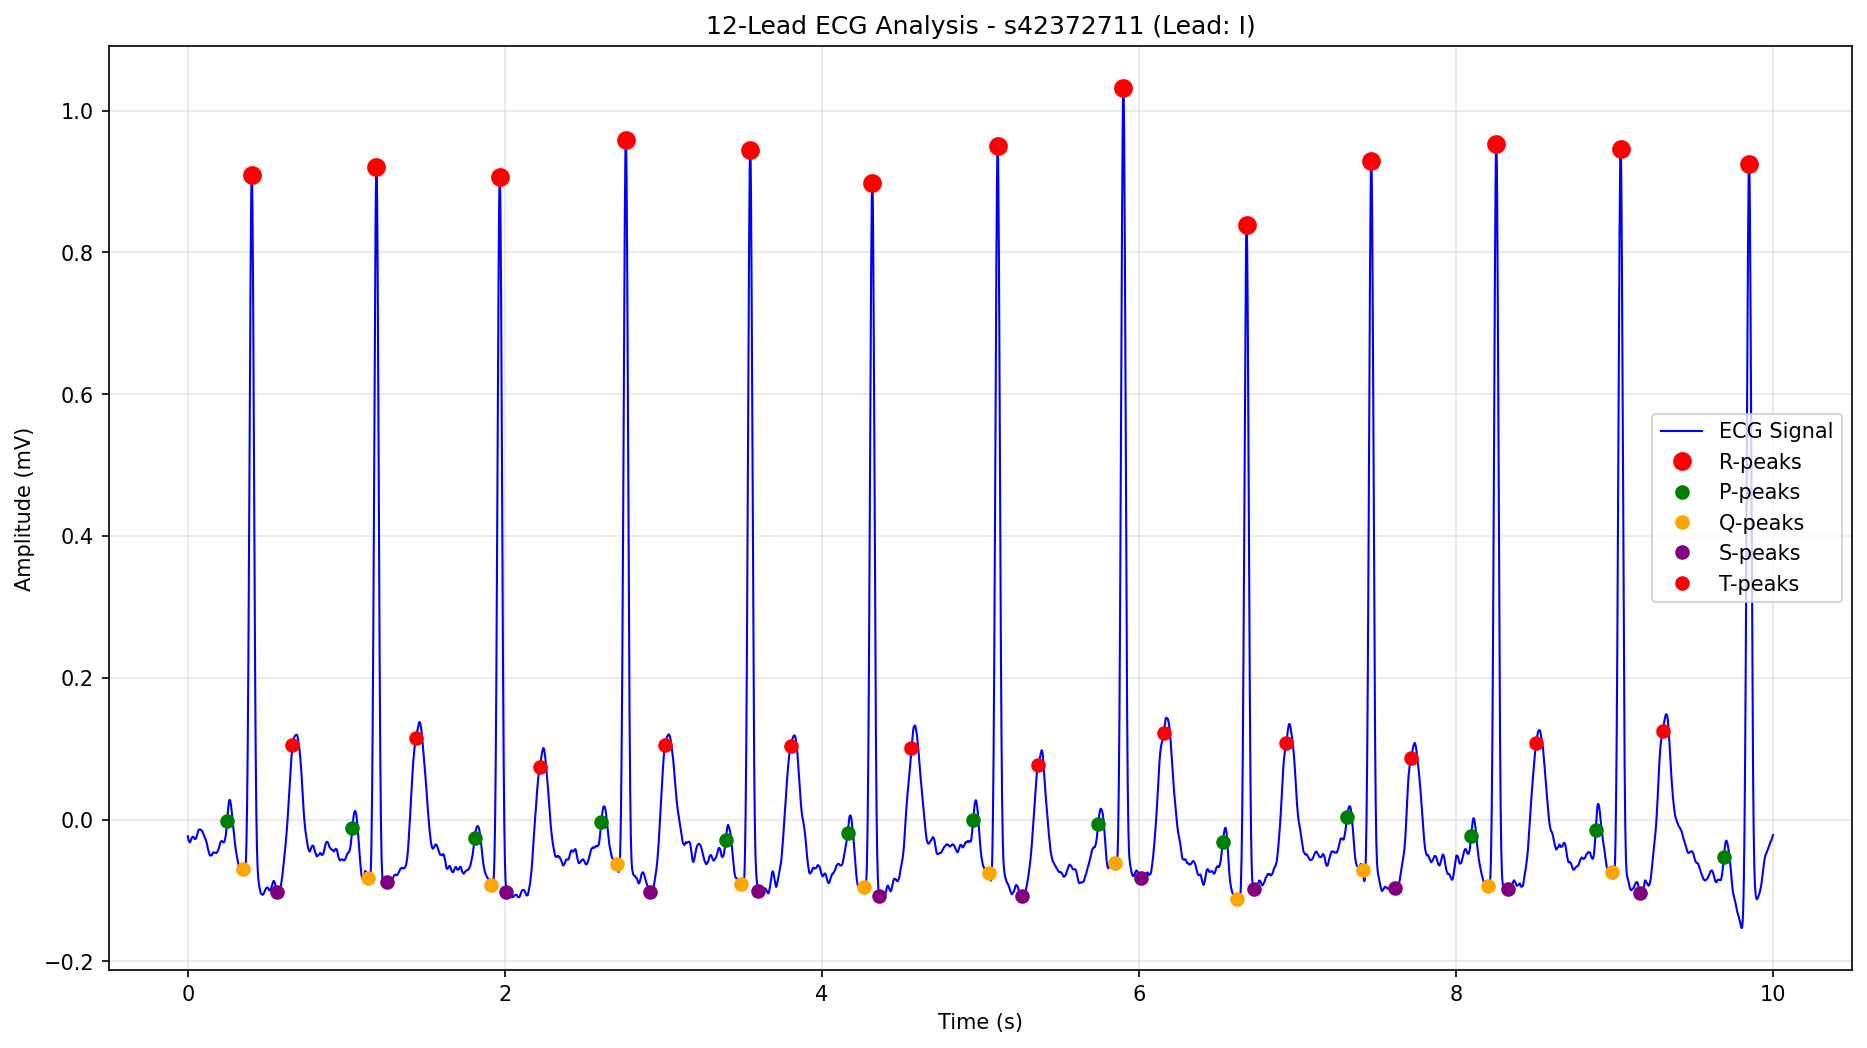 12-Lead ECG Analysis - s42372711 (Lead: I)
Amplitude (mV)
1.0
0.8
0.6
0.4
0.2
0.0
−0.2
ECG Signal
R-peaks
P-peaks
Q-peaks
S-peaks
T-peaks
0 2 4 6 8 10
Time (s)